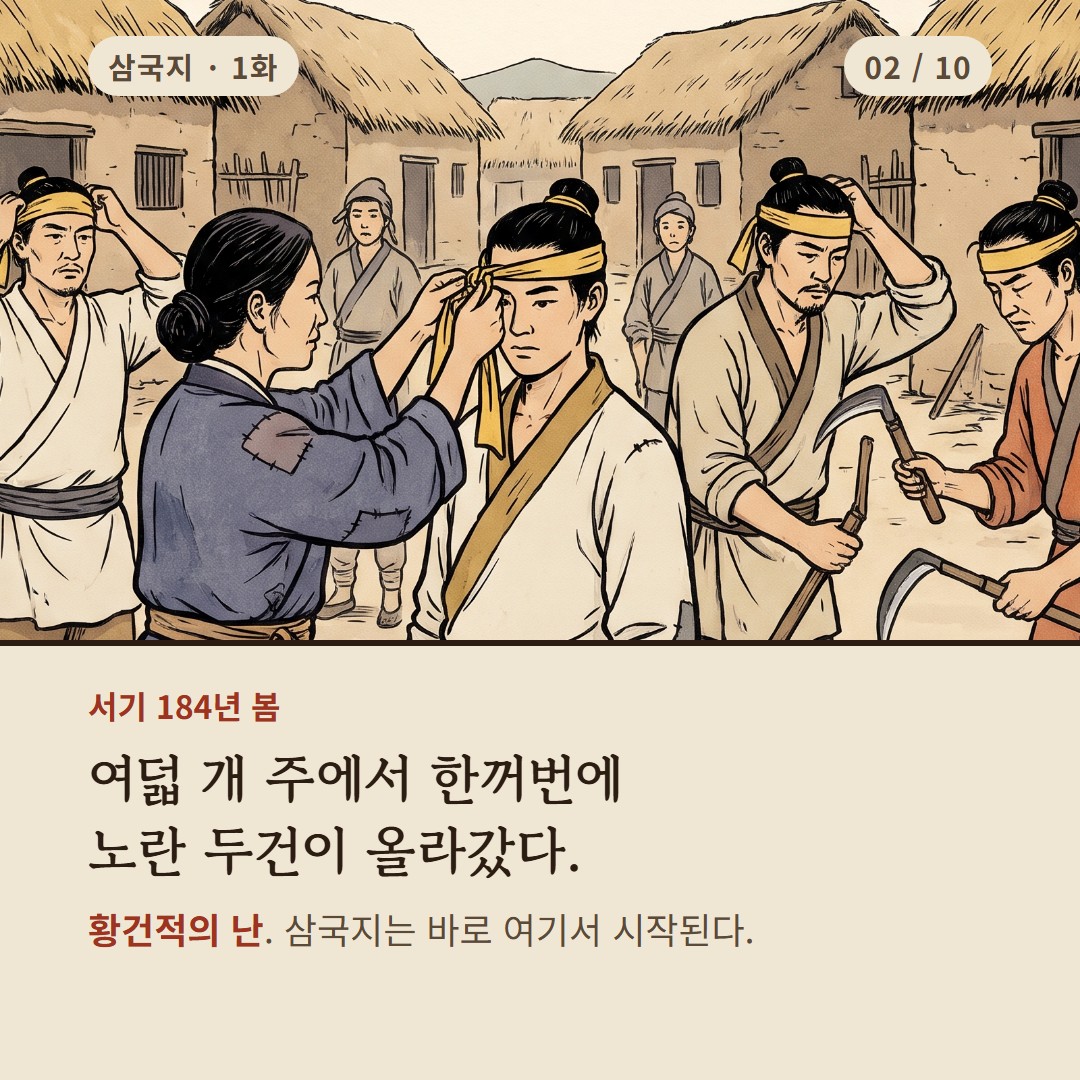 삼국지 · 1화
02 / 10
서기 184년 봄
여덟 개 주에서 한꺼번에
노란 두건이 올라갔다.
황건적의 난. 삼국지는 바로 여기서 시작된다.